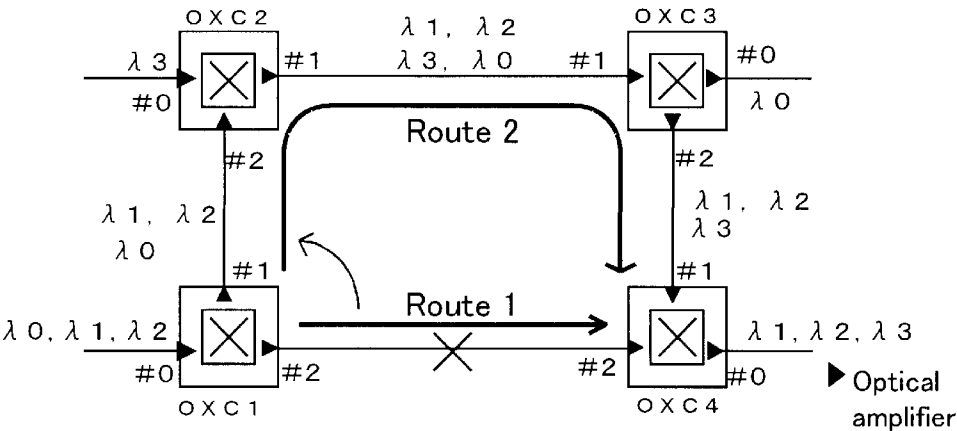 OXC2
OXC3
λ1, λ2
λ3, λ0
λ3
#0
#1
#1
#0
λ0
#2
Route 2
#2
λ1, λ2
λ0
λ1, λ2
λ3
#1
#1
Route 1
λ0, λ1, λ2
λ1, λ2, λ3
#0
#2
#2
#0
OXC1
OXC4
Optical
amplifier